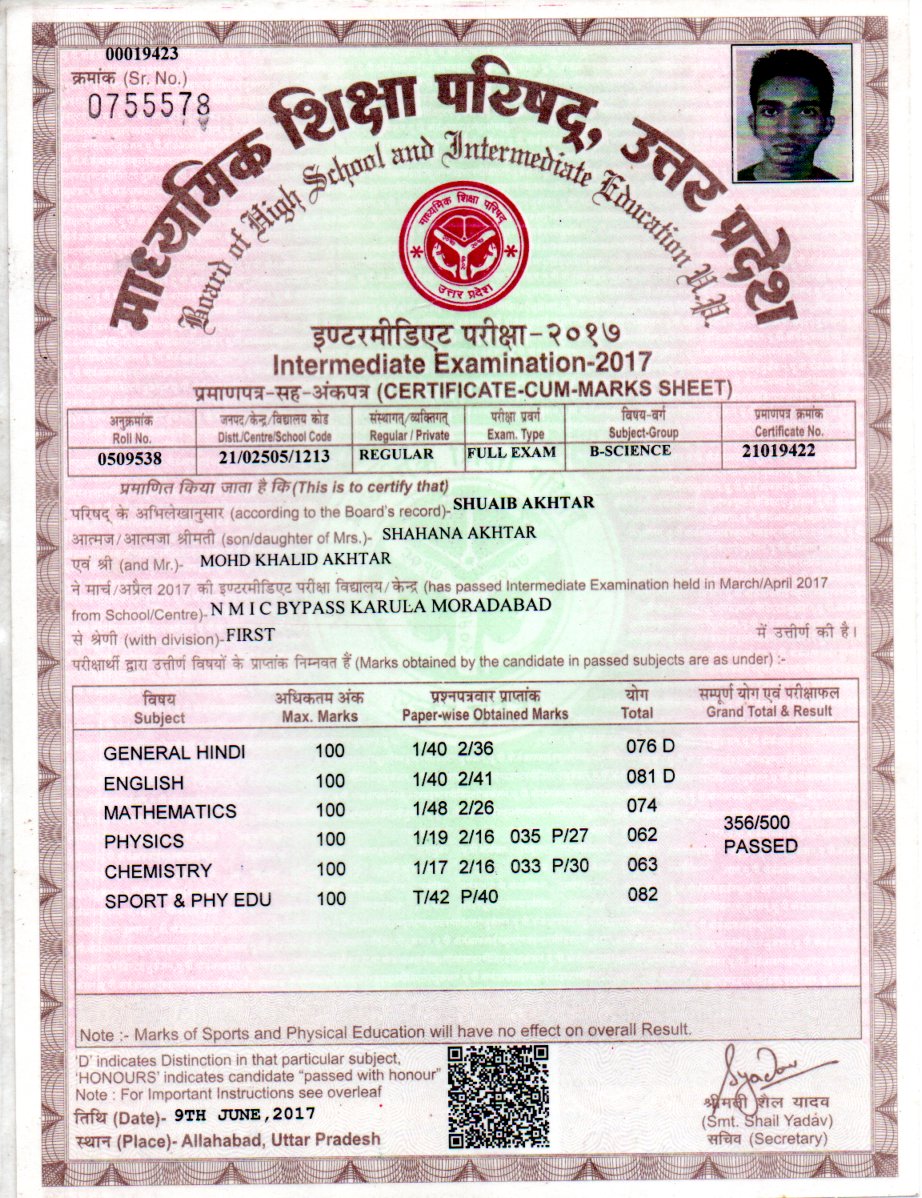 00019423
क्रमांक (Sr. No.)
0755578
माध्यमिक शिक्षा परिषद्, उत्तर प्रदेश
Board of High School and Intermediate Education U.P.
माध्यमिक शिक्षा परिषद्
उत्तर प्रदेश
इण्टरमीडिएट परीक्षा-२०१७
Intermediate Examination-2017
प्रमाणपत्र-सह-अंकपत्र (CERTIFICATE-CUM-MARKS SHEET)
अनुक्रमांक जनपद/केन्द्र/विद्यालय कोड संस्थागत्/व्यक्तिगत् परीक्षा प्रवर्ग विषय-वर्ग प्रमाणपत्र क्रमांक
Roll No. Distt./Centre/School Code Regular / Private Exam. Type Subject-Group Certificate No.
0509538 21/02505/1213 REGULAR FULL EXAM B-SCIENCE 21019422
प्रमाणित किया जाता है कि (This is to certify that)
परिषद् के अभिलेखानुसार (according to the Board's record)- SHUAIB AKHTAR
आत्मज/आत्मजा श्रीमती (son/daughter of Mrs.)- SHAHANA AKHTAR
एवं श्री (and Mr.)- MOHD KHALID AKHTAR
ने मार्च/अप्रैल 2017 की इण्टरमीडिएट परीक्षा विद्यालय/केन्द्र (has passed Intermediate Examination held in March/April 2017
from School/Centre)- N M I C BYPASS KARULA MORADABAD
से श्रेणी (with division)- FIRST में उत्तीर्ण की है।
परीक्षार्थी द्वारा उत्तीर्ण विषयों के प्राप्तांक निम्नवत हैं (Marks obtained by the candidate in passed subjects are as under) :-
विषय अधिकतम अंक प्रश्नपत्रवार प्राप्तांक योग सम्पूर्ण योग एवं परीक्षाफल
Subject Max. Marks Paper-wise Obtained Marks Total Grand Total & Result
GENERAL HINDI 100 1/40 2/36 076 D
ENGLISH 100 1/40 2/41 081 D
MATHEMATICS 100 1/48 2/26 074
356/500
PHYSICS 100 1/19 2/16 035 P/27 062
PASSED
CHEMISTRY 100 1/17 2/16 033 P/30 063
SPORT & PHY EDU 100 T/42 P/40 082
Note :- Marks of Sports and Physical Education will have no effect on overall Result.
'D' indicates Distinction in that particular subject,
'HONOURS' indicates candidate "passed with honour"
Note : For Important Instructions see overleaf
तिथि (Date)- 9TH JUNE,2017
स्थान (Place)- Allahabad, Uttar Pradesh
श्रीमती शैल यादव
(Smt. Shail Yadav)
सचिव (Secretary)